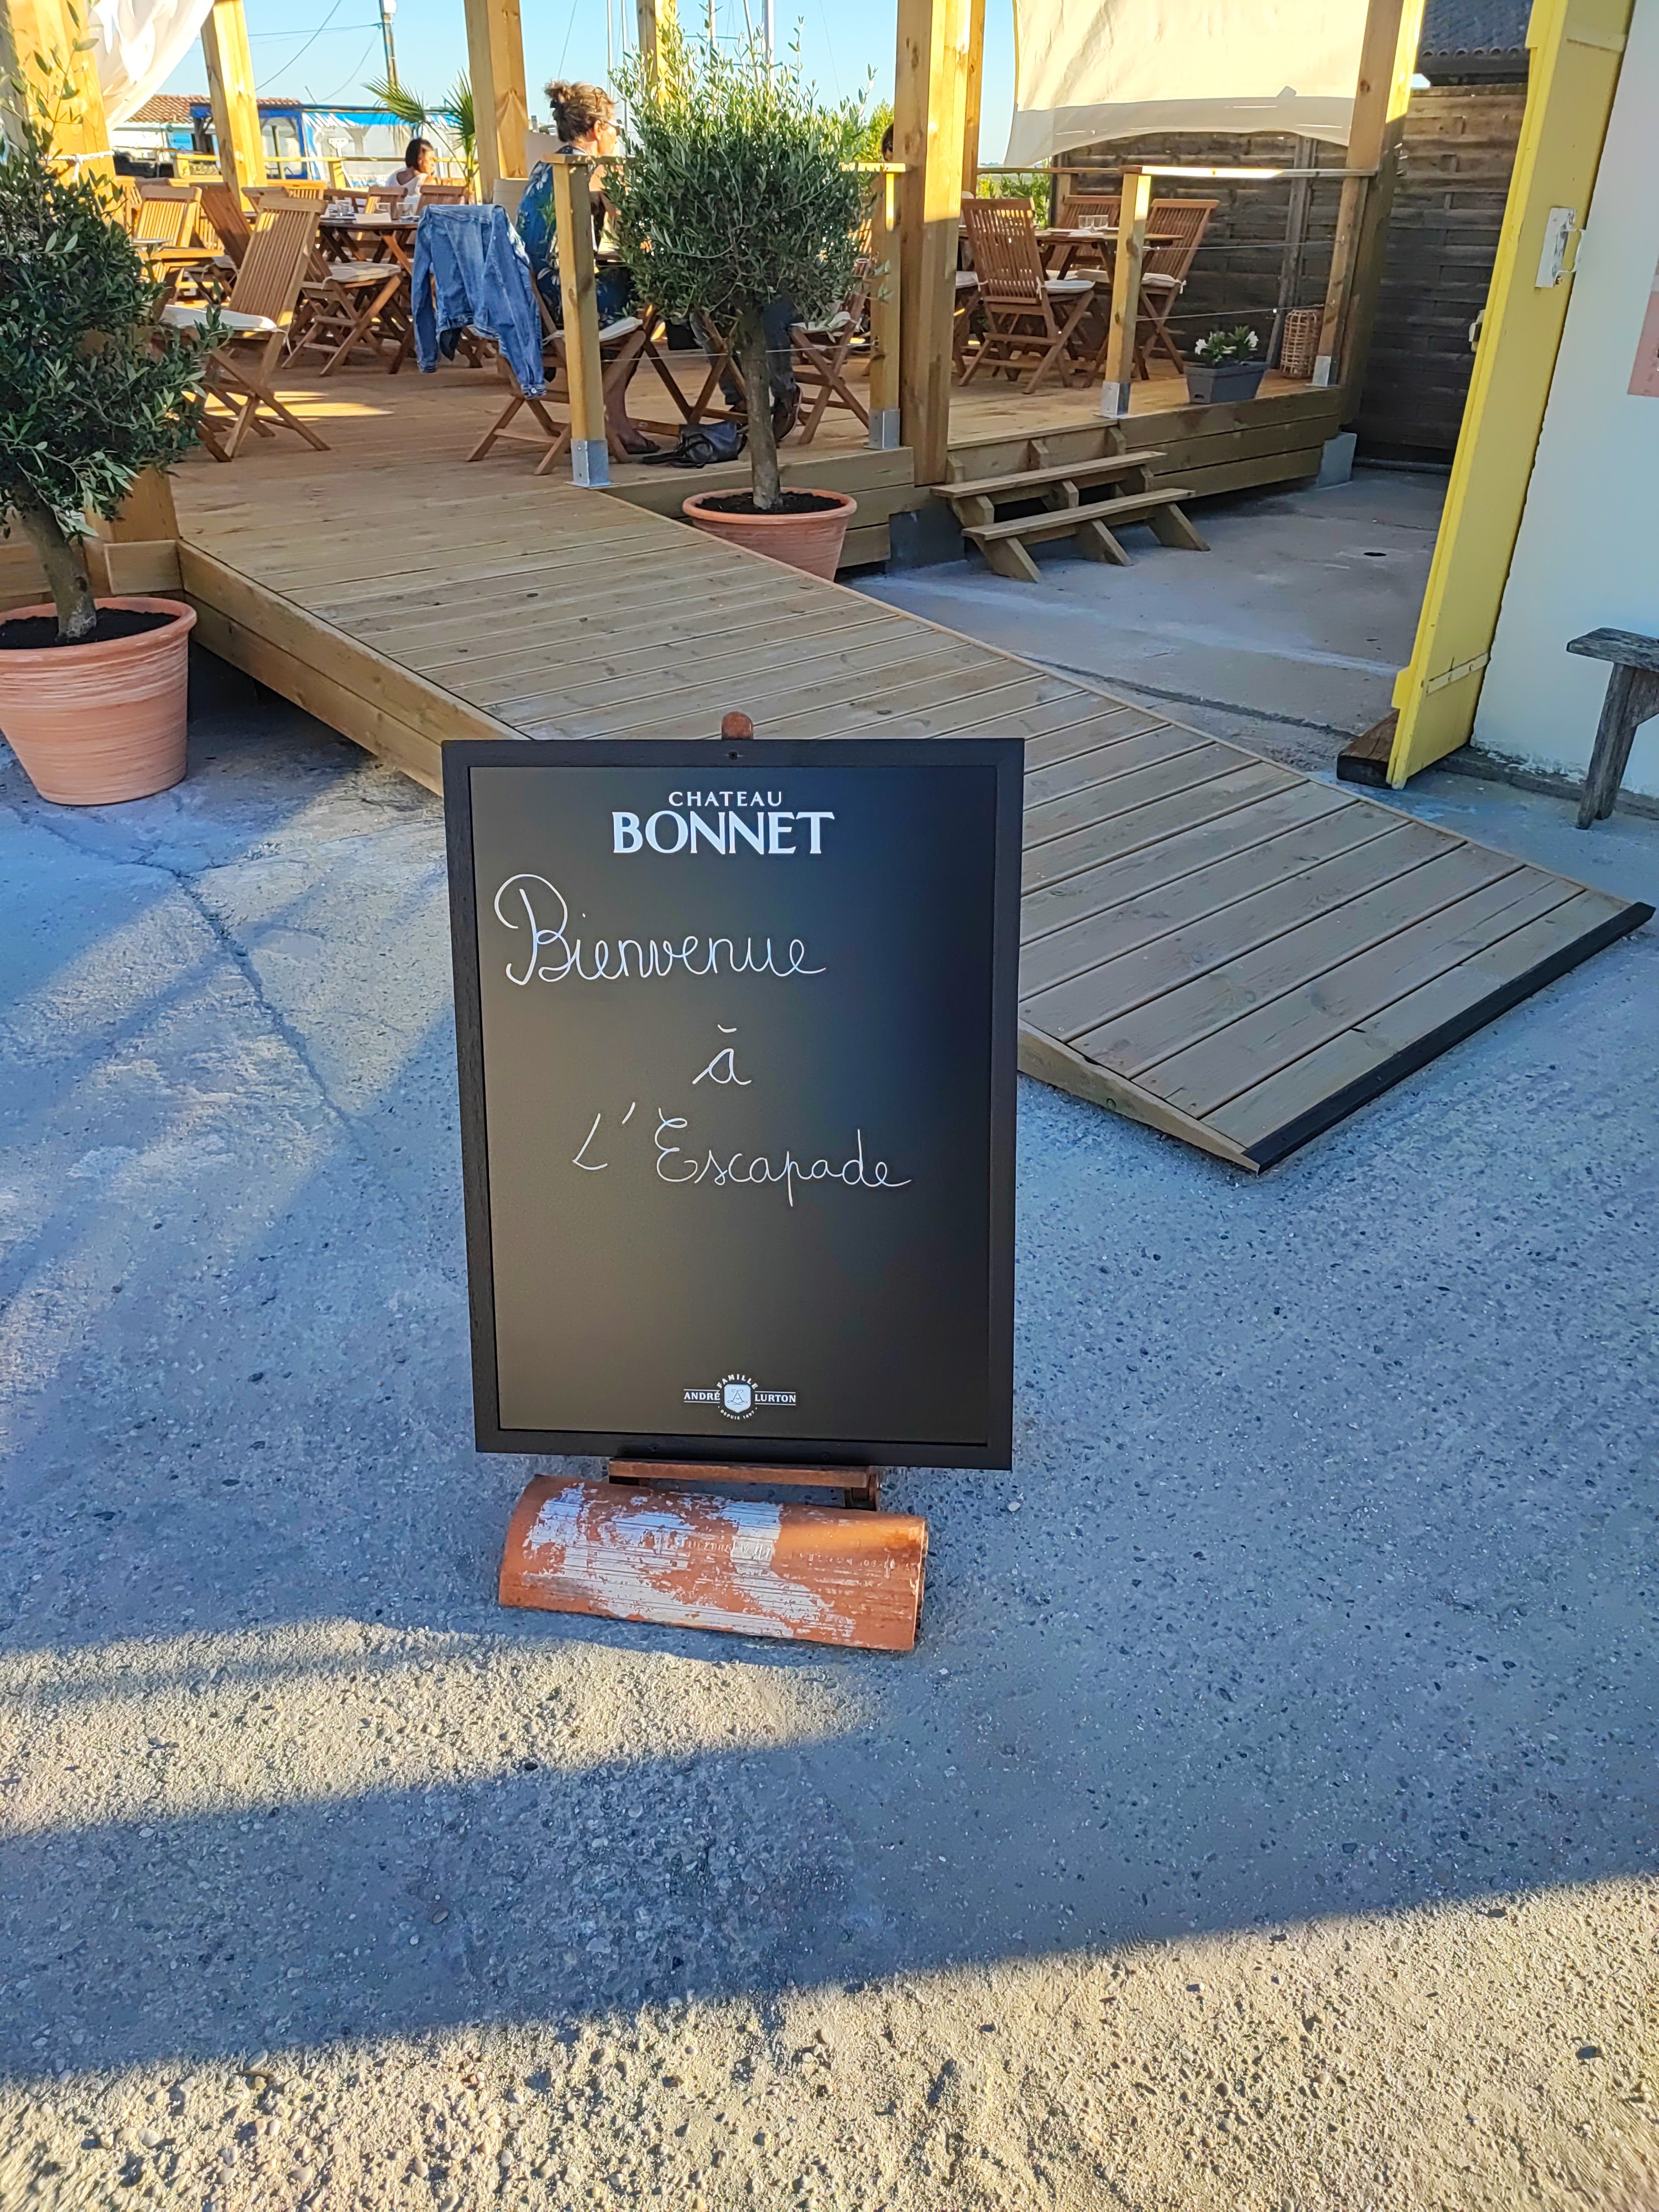 CHATEAU
BONNET
Bienvenue
à
L'Escapade
FAMILLE
ANDRÉ LURTON